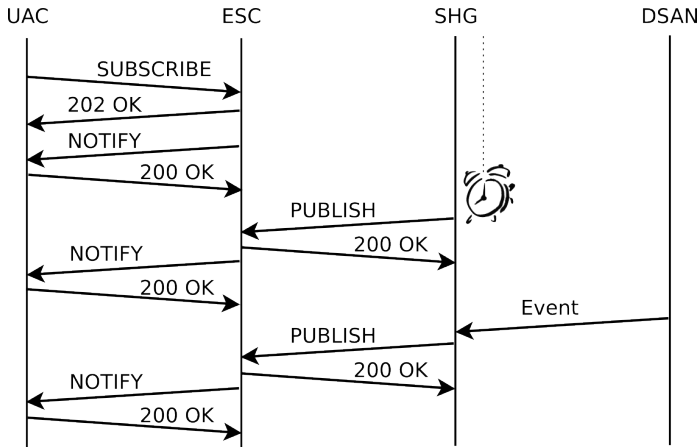 UAC ESC SHG DSAN
SUBSCRIBE
202 OK
NOTIFY
200 OK
PUBLISH
200 OK
NOTIFY
200 OK
Event
PUBLISH
200 OK
NOTIFY
200 OK